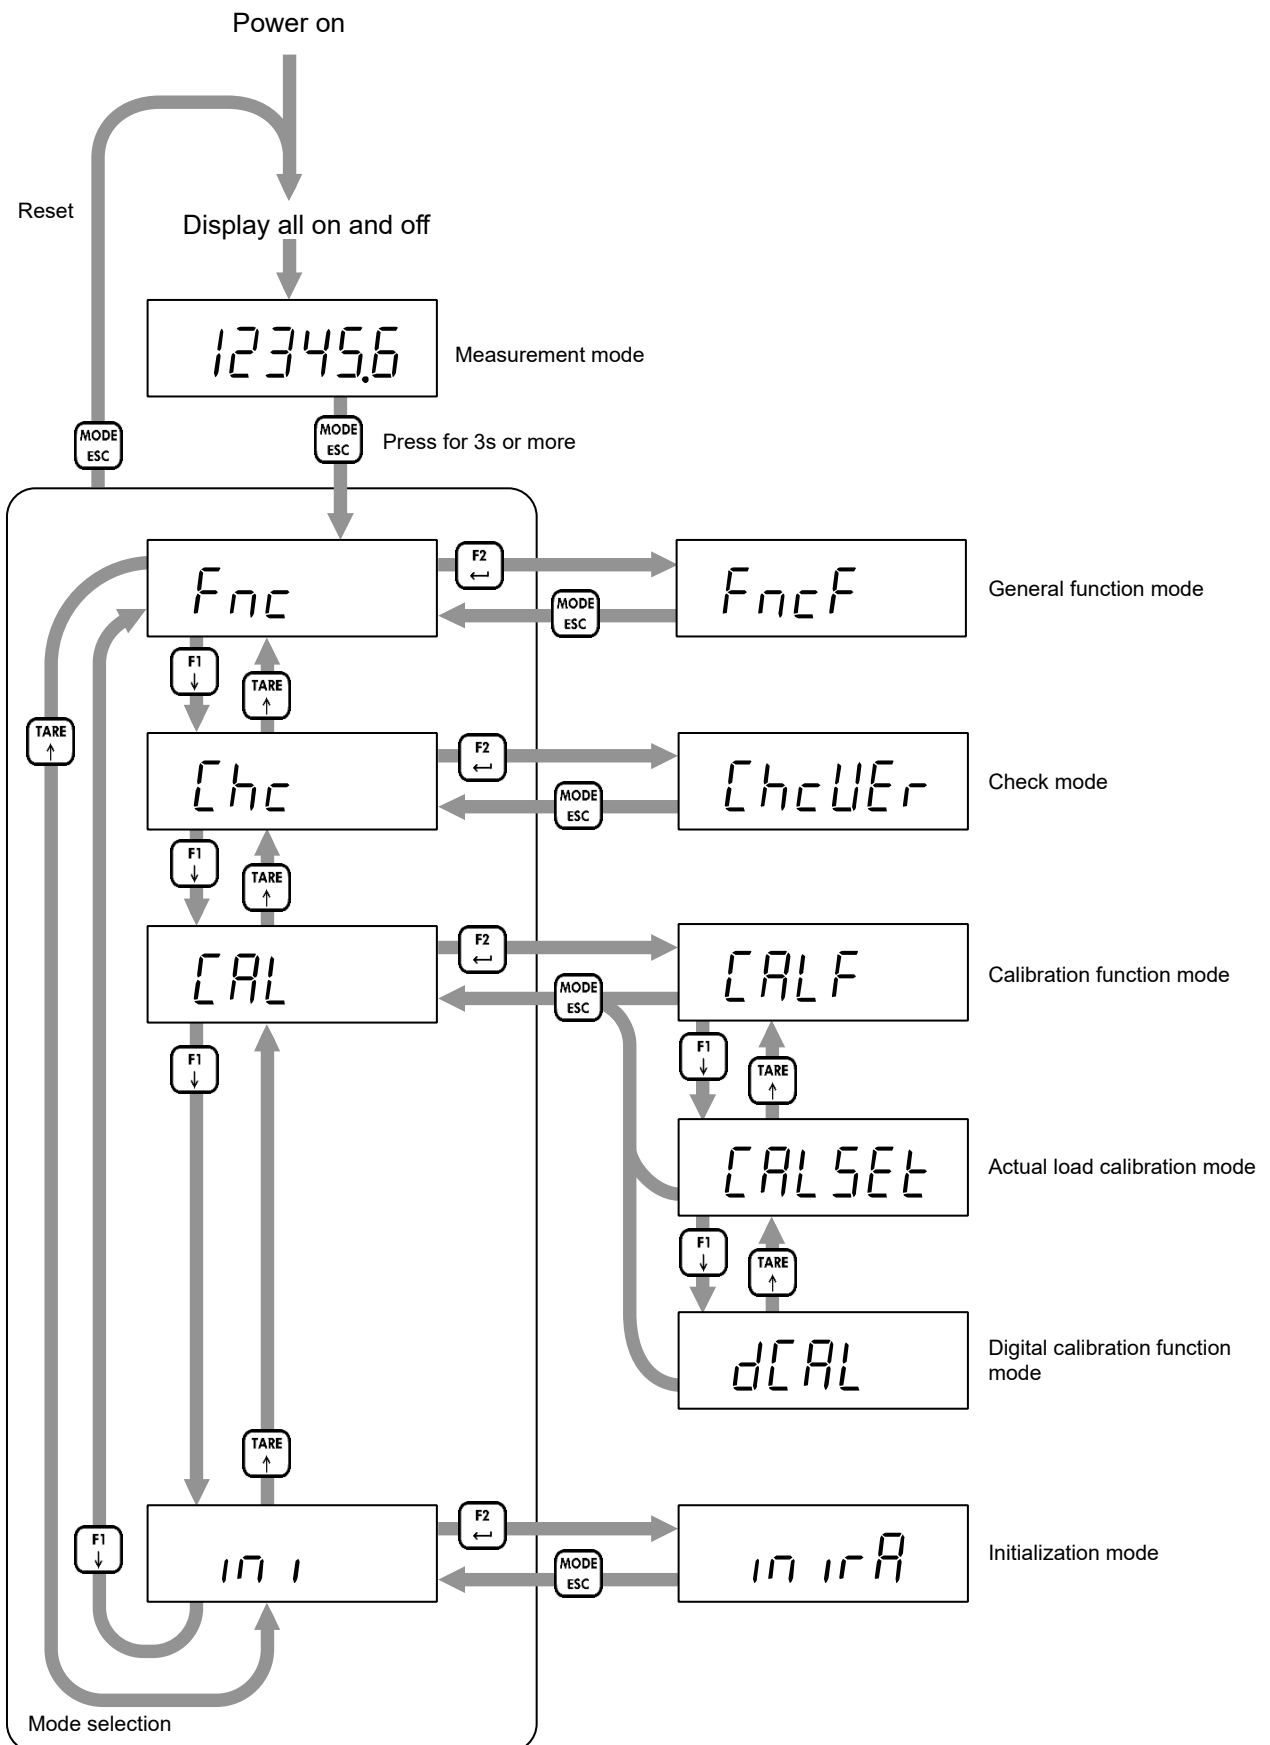 Power on
Reset
Display all on and off
12345.6
Measurement mode
MODE
ESC
MODE
ESC
Press for 3s or more
Fnc
F2
←
MODE
ESC
FncF
General function mode
F1
↓
TARE
↑
TARE
↑
Chc
F2
←
MODE
ESC
ChcVEr
Check mode
F1
↓
TARE
↑
CAL
F2
←
MODE
ESC
CALF
Calibration function mode
F1
↓
F1
↓
TARE
↑
CALSEt
Actual load calibration mode
F1
↓
TARE
↑
dCAL
Digital calibration function
mode
TARE
↑
F1
↓
ini
F2
←
MODE
ESC
inirA
Initialization mode
Mode selection